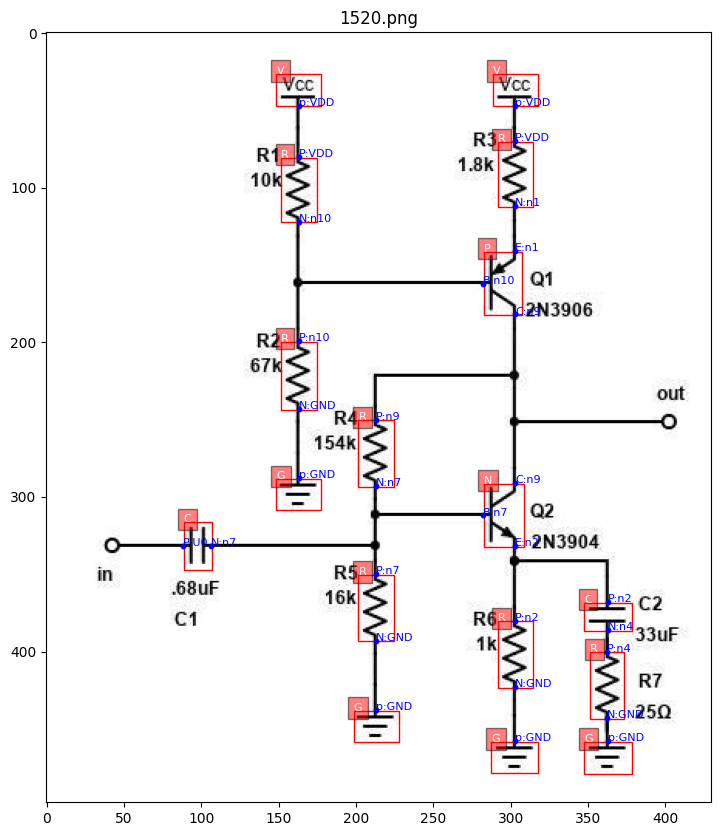 1520.png
V
Vcc
p:VDD
V
Vcc
p:VDD
R1
10k
R
P:VDD
N:n10
R3
1.8k
R
P:VDD
N:n1
P
E:n1
B:n10
Q1
2N3906
R2
67k
R
P:n10
N:GND
G
p:GND
R4
154k
R
P:n9
N:n7
out
N
C:n9
B:n7
Q2
2N3904
C
P:U0
N:n7
in
.68uF
C1
R5
16k
R
P:n7
N:GND
G
p:GND
R6
1k
R
P:n2
N:GND
G
p:GND
C
P:n2
N:n4
C2
33uF
R
P:n4
N:GND
R7
25Ω
G
p:GND
0
100
200
300
400
0 50 100 150 200 250 300 350 400